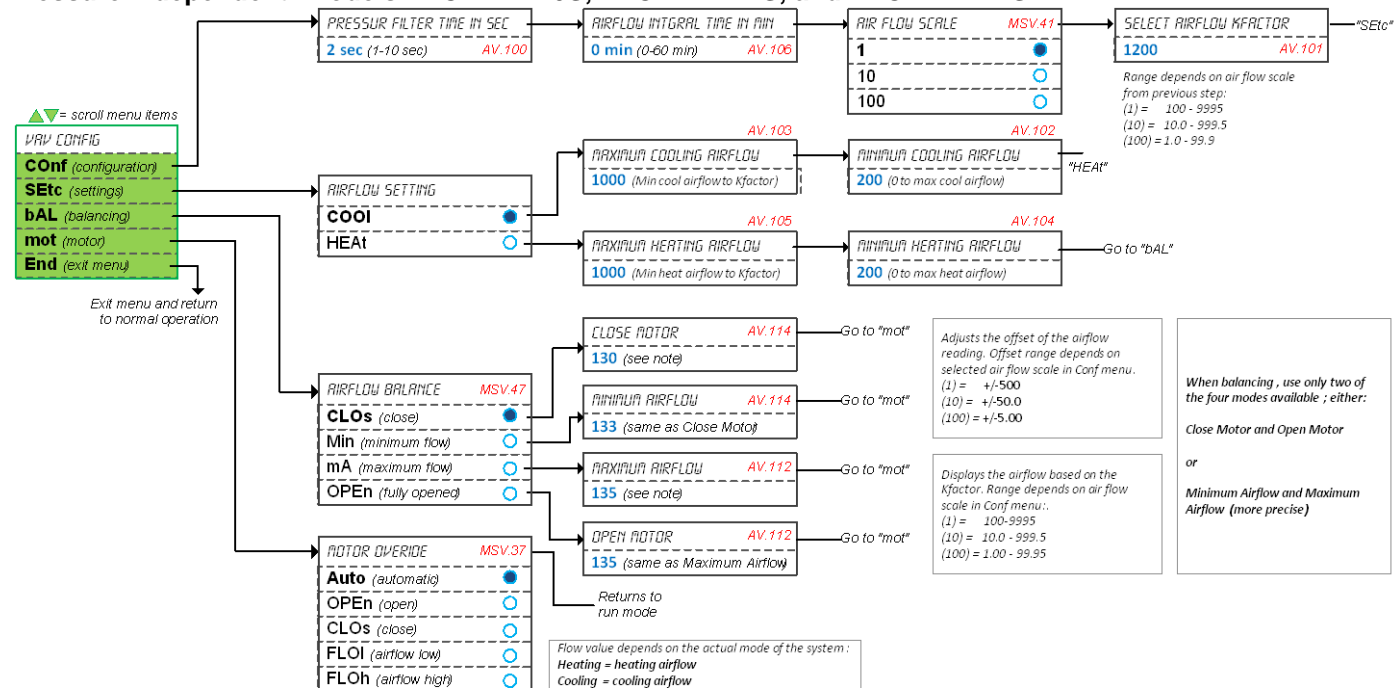 PRESSUR FILTER TIME IN SEC
2 sec (1-10 sec) AV.100
AIRFLOW INTGRAL TIME IN MIN
0 min (0-60 min) AV.106
AIR FLOW SCALE MSV.41
1
10
100
SELECT AIRFLOW KFACTOR
1200 AV.101
"SEtc"
Range depends on air flow scale
from previous step:
(1) = 100 - 9995
(10) = 10.0 - 999.5
(100) = 1.0 - 99.9
▲▼= scroll menu items
VAV CONFIG
COnf (configuration)
SEtc (settings)
bAL (balancing)
mot (motor)
End (exit menu)
Exit menu and return
to normal operation
AIRFLOW SETTING
COOl
HEAt
AV.103
MAXIMUM COOLING AIRFLOW
1000 (Min cool airflow to Kfactor)
AV.102
MINIMUM COOLING AIRFLOW
200 (0 to max cool airflow)
"HEAt"
AV.105
MAXIMUM HEATING AIRFLOW
1000 (Min heat airflow to Kfactor)
AV.104
MINIMUM HEATING AIRFLOW
200 (0 to max heat airflow)
Go to "bAL"
AIRFLOW BALANCE MSV.47
CLOs (close)
Min (minimum flow)
mA (maximum flow)
OPEn (fully opened)
CLOSE MOTOR AV.114
130 (see note)
Go to "mot"
MINIMUM AIRFLOW AV.114
133 (same as Close Motor)
Go to "mot"
MAXIMUM AIRFLOW AV.112
135 (see note)
Go to "mot"
OPEN MOTOR AV.112
135 (same as Maximum Airflow)
Go to "mot"
Adjusts the offset of the airflow
reading. Offset range depends on
selected air flow scale in Conf menu.
(1) = +/-500
(10) = +/-50.0
(100) = +/-5.00
Displays the airflow based on the
Kfactor. Range depends on air flow
scale in Conf menu:.
(1) = 100-9995
(10) = 10.0 - 999.5
(100) = 1.00 - 99.95
When balancing , use only two of
the four modes available ; either:
Close Motor and Open Motor
or
Minimum Airflow and Maximum
Airflow (more precise)
MOTOR OVERIDE MSV.37
Auto (automatic)
OPEn (open)
CLOs (close)
FLOl (airflow low)
FLOh (airflow high)
Returns to
run mode
Flow value depends on the actual mode of the system :
Heating = heating airflow
Cooling = cooling airflow